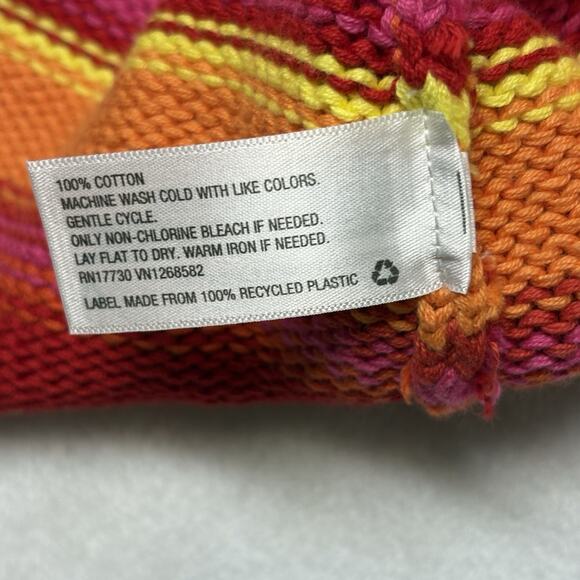 100% COTTON
MACHINE WASH COLD WITH LIKE COLORS.
GENTLE CYCLE.
ONLY NON-CHLORINE BLEACH IF NEEDED.
LAY FLAT TO DRY. WARM IRON IF NEEDED.
RN17730 VN1268582
LABEL MADE FROM 100% RECYCLED PLASTIC